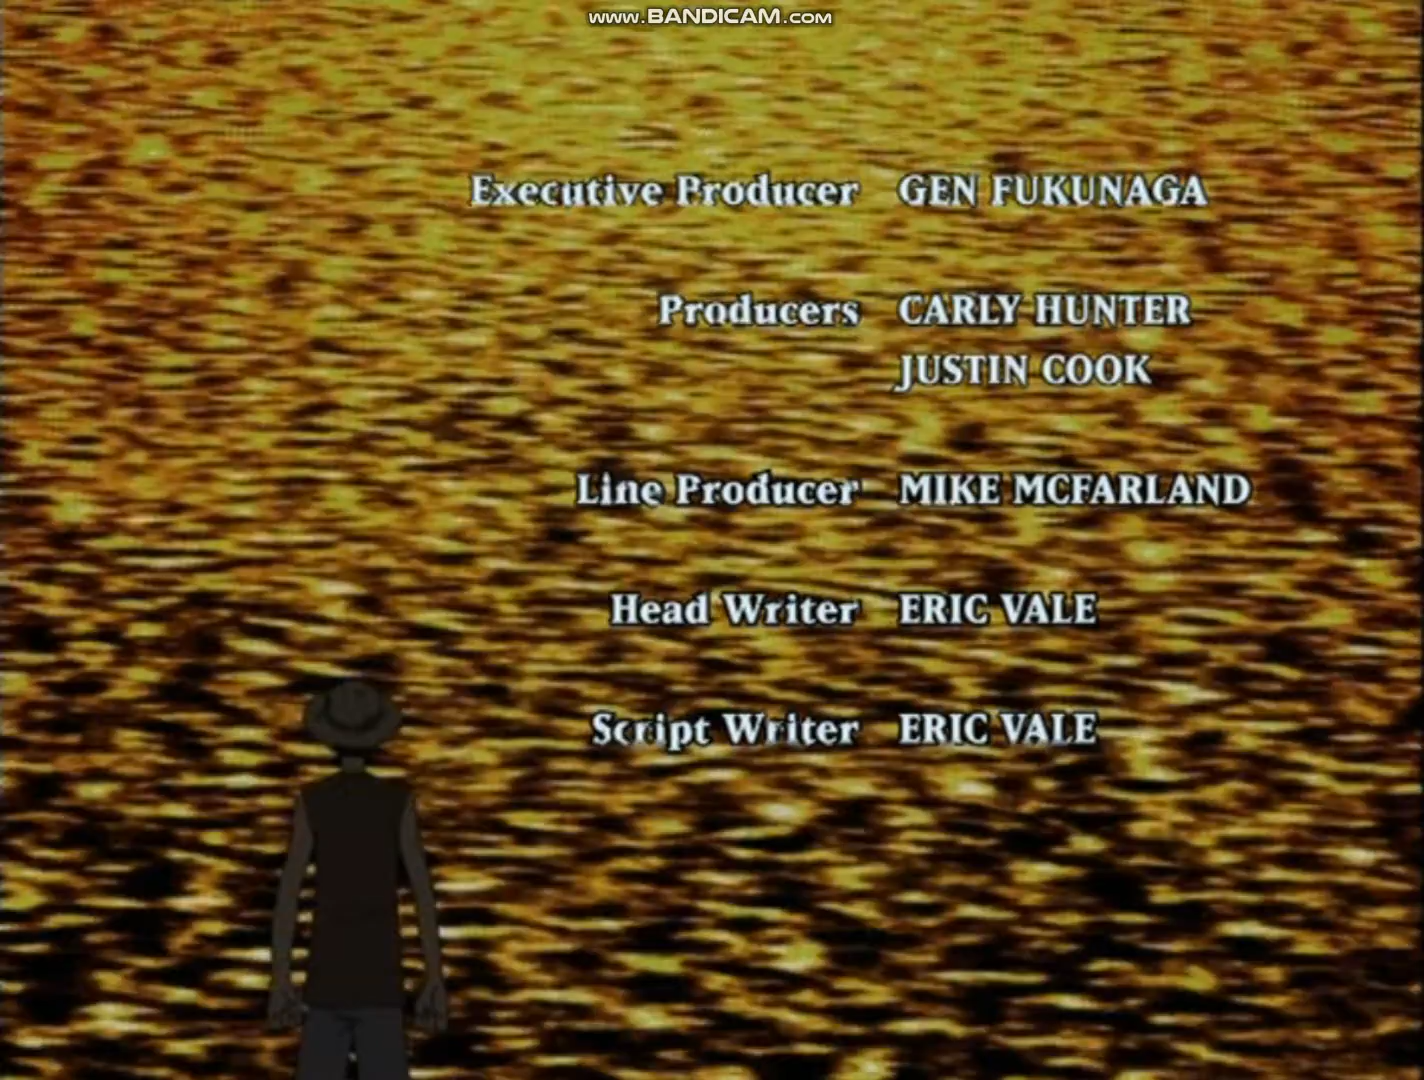 www.BANDICAM.com
Executive Producer GEN FUKUNAGA
Producers CARLY HUNTER
JUSTIN COOK
Line Producer MIKE MCFARLAND
Head Writer ERIC VALE
Script Writer ERIC VALE